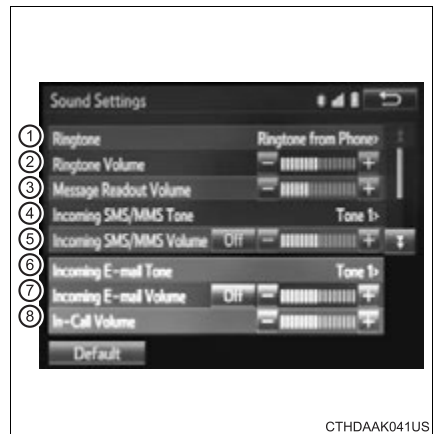 Sound Settings
① Ringtone Ringtone from Phone
② Ringtone Volume − +
③ Message Readout Volume − +
④ Incoming SMS/MMS Tone Tone 1
⑤ Incoming SMS/MMS Volume Off − +
⑥ Incoming E-mail Tone Tone 1
⑦ Incoming E-mail Volume Off − +
⑧ In-Call Volume − +
Default
CTHDAAK041US